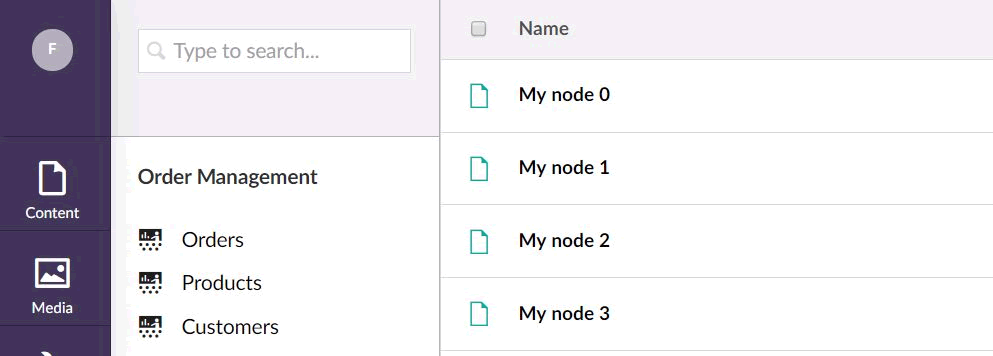 F
Type to search...
Content
Media
Order Management
Orders
Products
Customers
Name
My node 0
My node 1
My node 2
My node 3